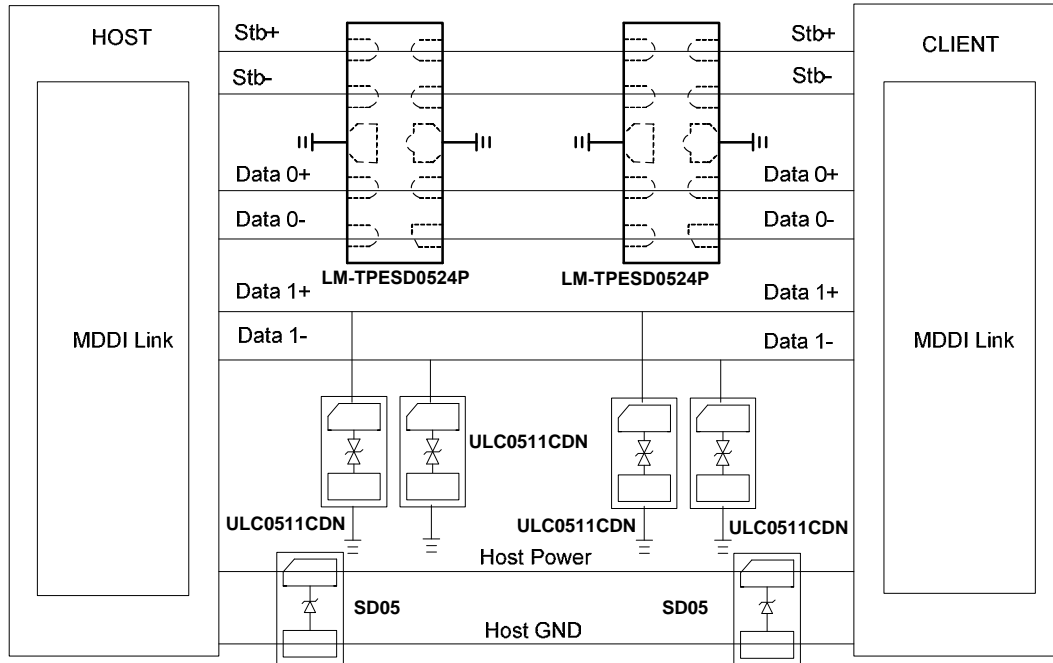 HOST
Stb+
Stb+
CLIENT
Stb-
Stb-
Data 0+
Data 0+
Data 0-
Data 0-
LM-TPESD0524P
LM-TPESD0524P
Data 1+
Data 1+
MDDI Link
Data 1-
Data 1-
MDDI Link
ULC0511CDN
ULC0511CDN
ULC0511CDN
ULC0511CDN
Host Power
SD05
SD05
Host GND